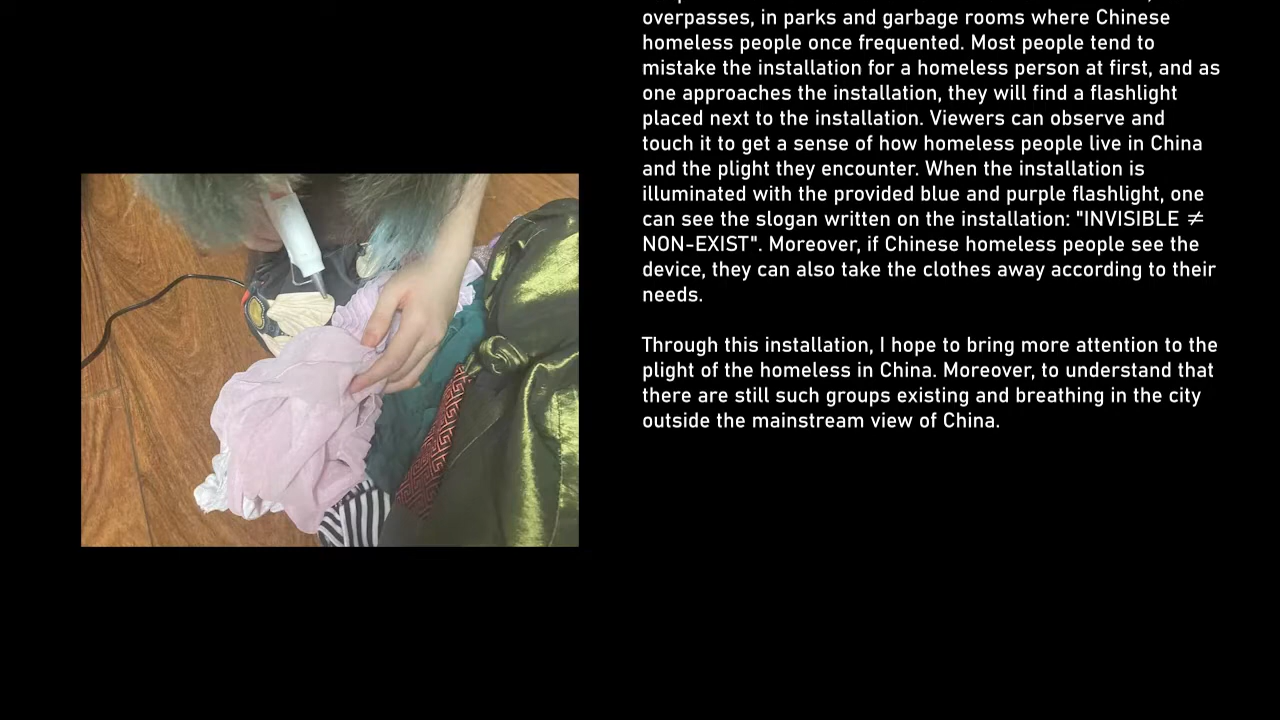 overpasses, in parks and garbage rooms where Chinese
homeless people once frequented. Most people tend to
mistake the installation for a homeless person at first, and as
one approaches the installation, they will find a flashlight
placed next to the installation. Viewers can observe and
touch it to get a sense of how homeless people live in China
and the plight they encounter. When the installation is
illuminated with the provided blue and purple flashlight, one
can see the slogan written on the installation: "INVISIBLE ≠
NON-EXIST". Moreover, if Chinese homeless people see the
device, they can also take the clothes away according to their
needs.
Through this installation, I hope to bring more attention to the
plight of the homeless in China. Moreover, to understand that
there are still such groups existing and breathing in the city
outside the mainstream view of China.